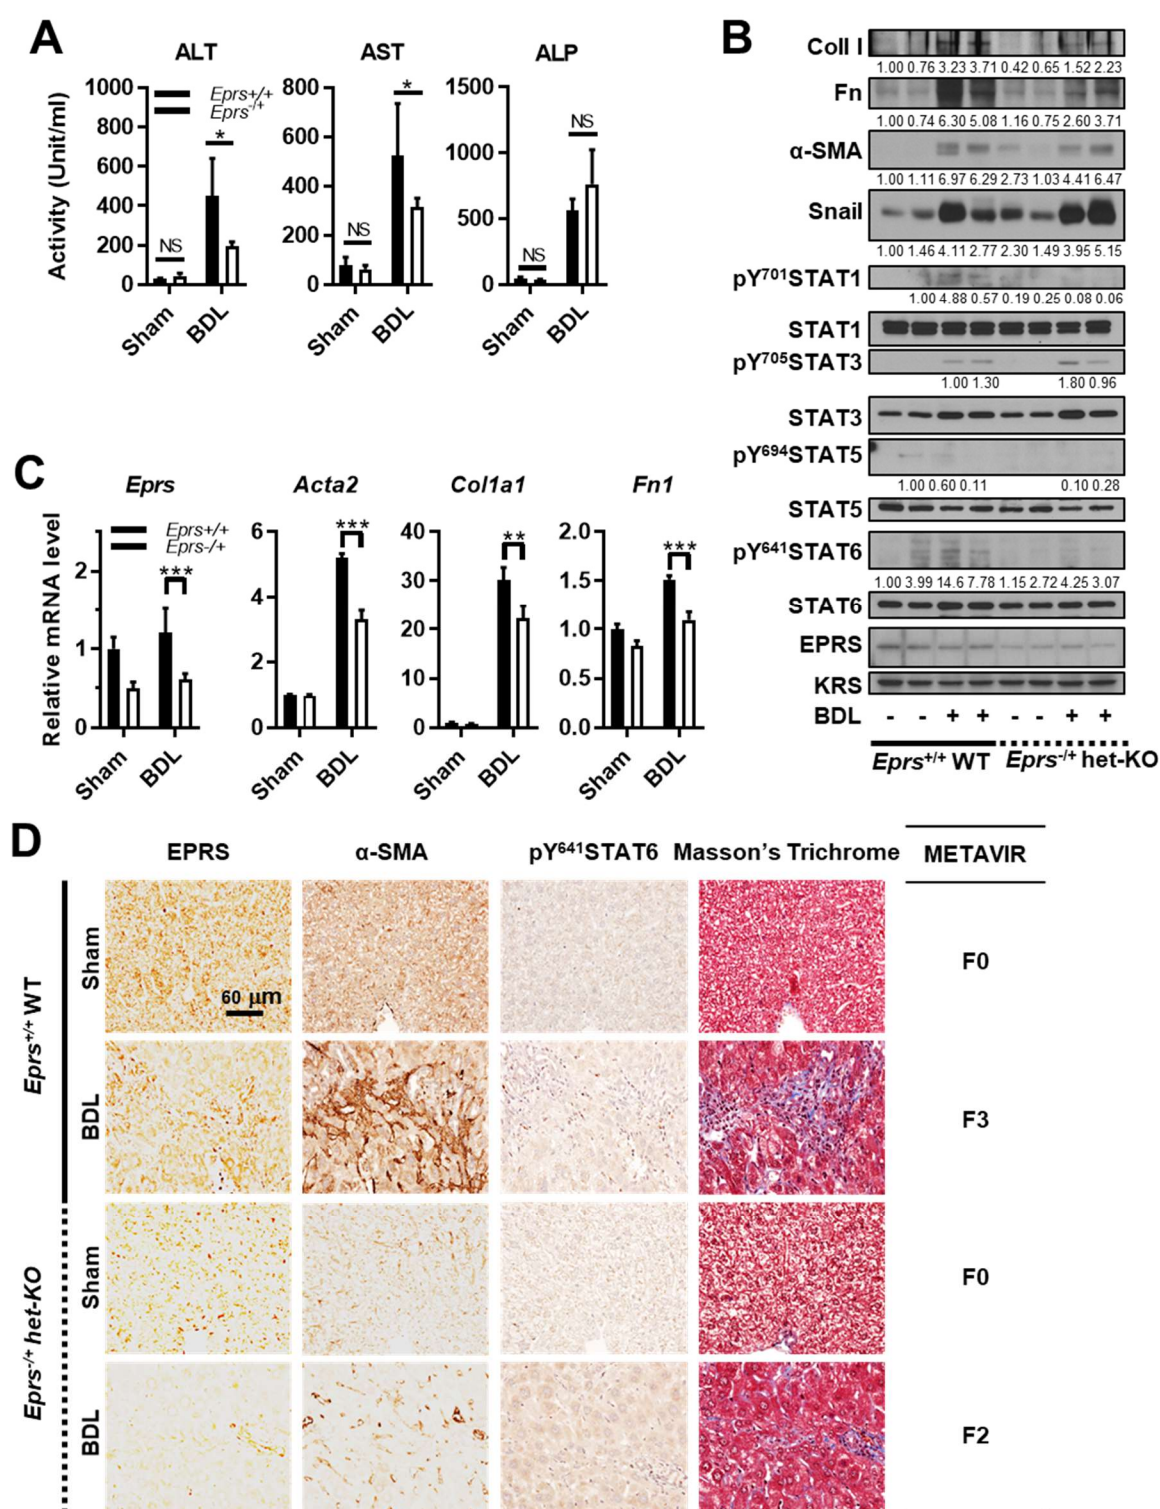 A
ALT
AST
ALP
Activity (Unit/ml)
1000
800
600
400
200
0
Eprs+/+
Eprs-/+
NS
*
Sham
BDL
800
600
400
200
0
NS
*
Sham
BDL
1500
1000
500
0
NS
NS
Sham
BDL
B
Coll I
1.00 0.76 3.23 3.71 0.42 0.65 1.52 2.23
Fn
1.00 0.74 6.30 5.08 1.16 0.75 2.60 3.71
α-SMA
1.00 1.11 6.97 6.29 2.73 1.03 4.41 6.47
Snail
1.00 1.46 4.11 2.77 2.30 1.49 3.95 5.15
pY701STAT1
1.00 4.88 0.57 0.19 0.25 0.08 0.06
STAT1
pY705STAT3
1.00 1.30 1.80 0.96
STAT3
pY694STAT5
1.00 0.60 0.11 0.10 0.28
STAT5
pY641STAT6
1.00 3.99 14.6 7.78 1.15 2.72 4.25 3.07
STAT6
EPRS
KRS
BDL - - + + - - + +
Eprs+/+ WT Eprs-/+ het-KO
C
Eprs
Acta2
Col1a1
Fn1
Relative mRNA level
2
1
0
Eprs+/+
Eprs-/+
***
Sham
BDL
6
4
2
0
***
Sham
BDL
40
30
20
10
0
**
Sham
BDL
2.0
1.5
1.0
0.5
0.0
***
Sham
BDL
D
EPRS α-SMA pY641STAT6 Masson's Trichrome METAVIR
Eprs+/+ WT
Sham
60 μm
F0
BDL
F3
Eprs-/+ het-KO
Sham
F0
BDL
F2